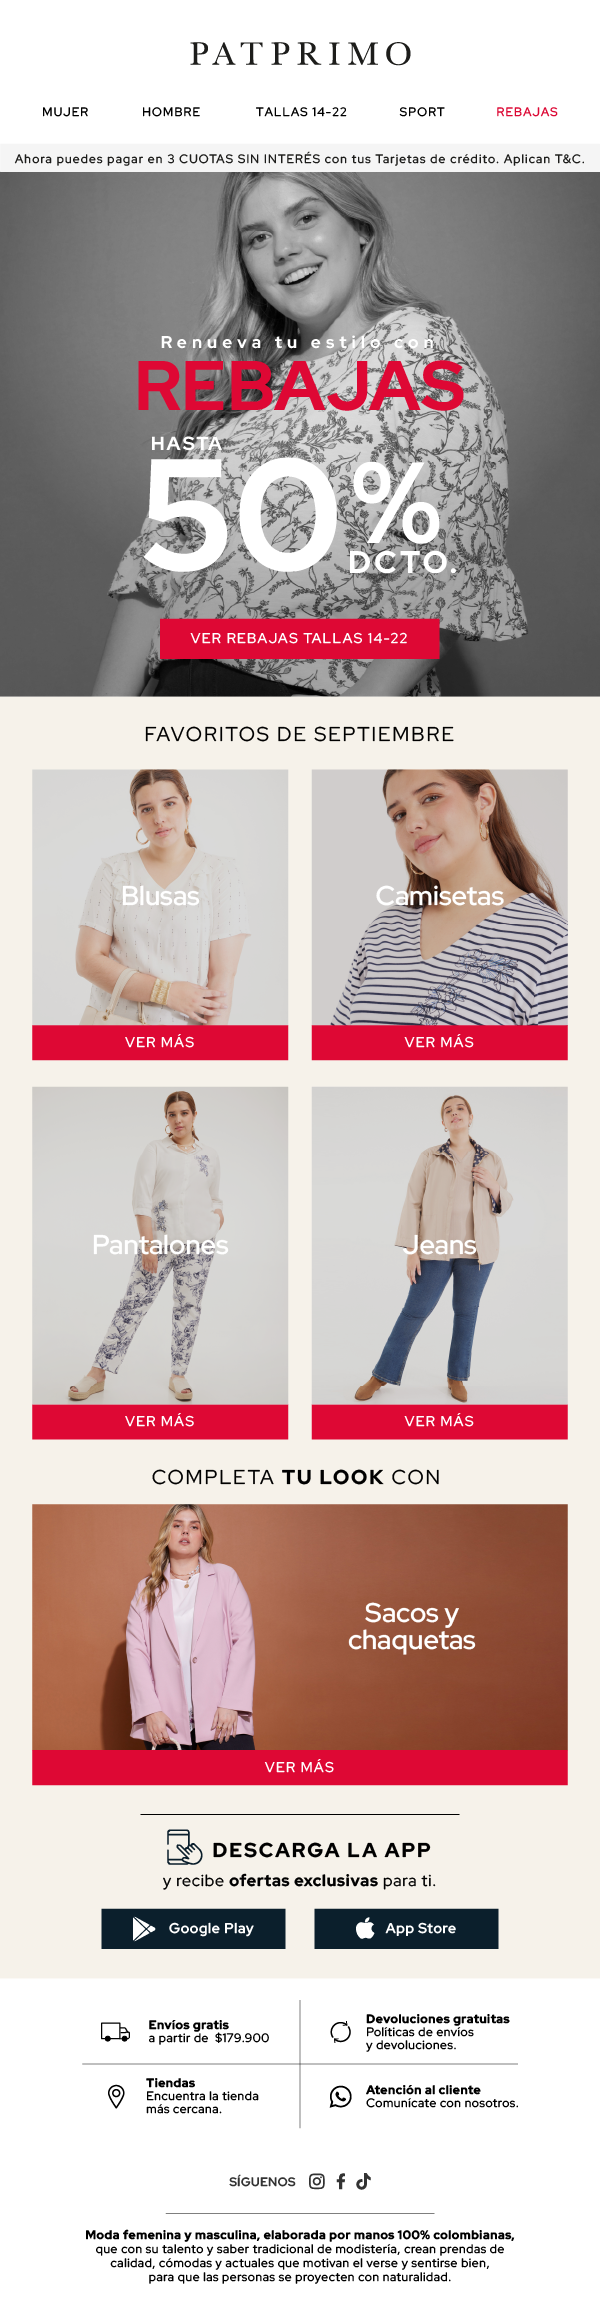 PATPRIMO
MUJER HOMBRE TALLAS 14-22 SPORT REBAJAS
Ahora puedes pagar en 3 CUOTAS SIN INTERÉS con tus Tarjetas de crédito. Aplican T&C.
Renueva tu estilo con
REBAJAS
HASTA
50%
DCTO.
VER REBAJAS TALLAS 14-22
FAVORITOS DE SEPTIEMBRE
Blusas
Camisetas
VER MÁS
VER MÁS
Pantalones
Jeans
VER MÁS
VER MÁS
COMPLETA TU LOOK CON
Sacos y
chaquetas
VER MÁS
DESCARGA LA APP
y recibe ofertas exclusivas para ti.
Google Play
App Store
Envíos gratis
a partir de $179.900
Devoluciones gratuitas
Políticas de envíos
y devoluciones.
Tiendas
Encuentra la tienda
más cercana.
Atención al cliente
Comunícate con nosotros.
SÍGUENOS
Moda femenina y masculina, elaborada por manos 100% colombianas,
que con su talento y saber tradicional de modistería, crean prendas de
calidad, cómodas y actuales que motivan el verse y sentirse bien,
para que las personas se proyecten con naturalidad.